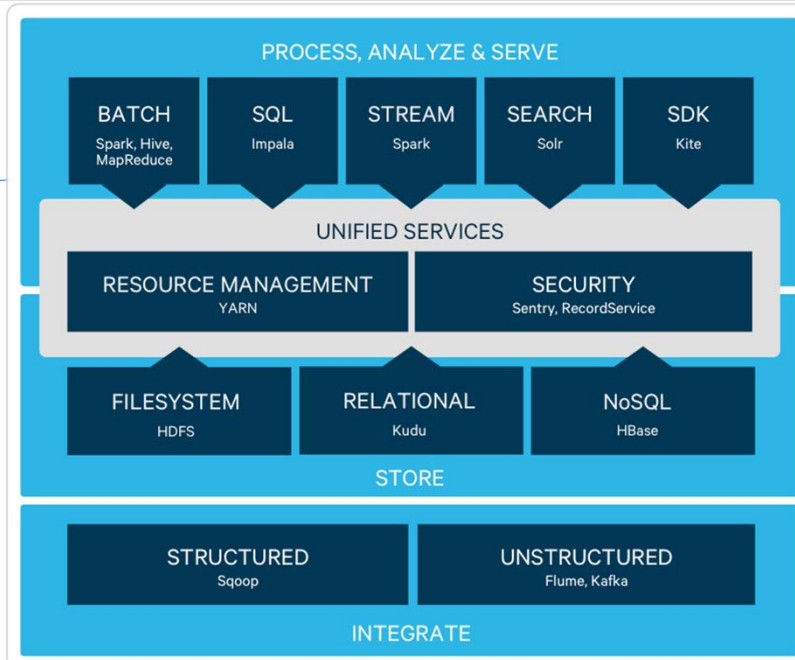 PROCESS, ANALYZE & SERVE
BATCH
Spark, Hive,
MapReduce
SQL
Impala
STREAM
Spark
SEARCH
Solr
SDK
Kite
UNIFIED SERVICES
RESOURCE MANAGEMENT
YARN
SECURITY
Sentry, RecordService
FILESYSTEM
HDFS
RELATIONAL
Kudu
NoSQL
HBase
STORE
STRUCTURED
Sqoop
UNSTRUCTURED
Flume, Kafka
INTEGRATE